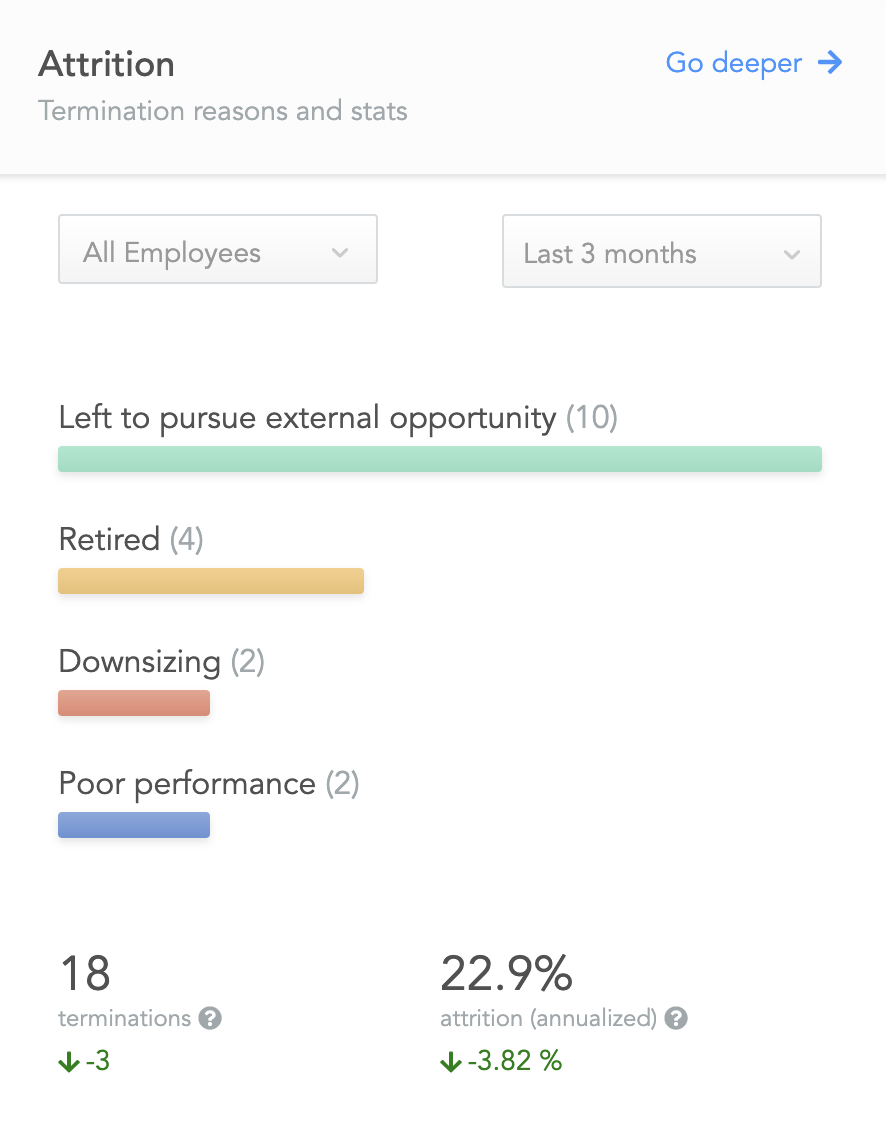 Attrition
Go deeper →
Termination reasons and stats
All Employees
Last 3 months
Left to pursue external opportunity (10)
Retired (4)
Downsizing (2)
Poor performance (2)
18
22.9%
terminations ?
attrition (annualized) ?
↓ -3
↓ -3.82 %